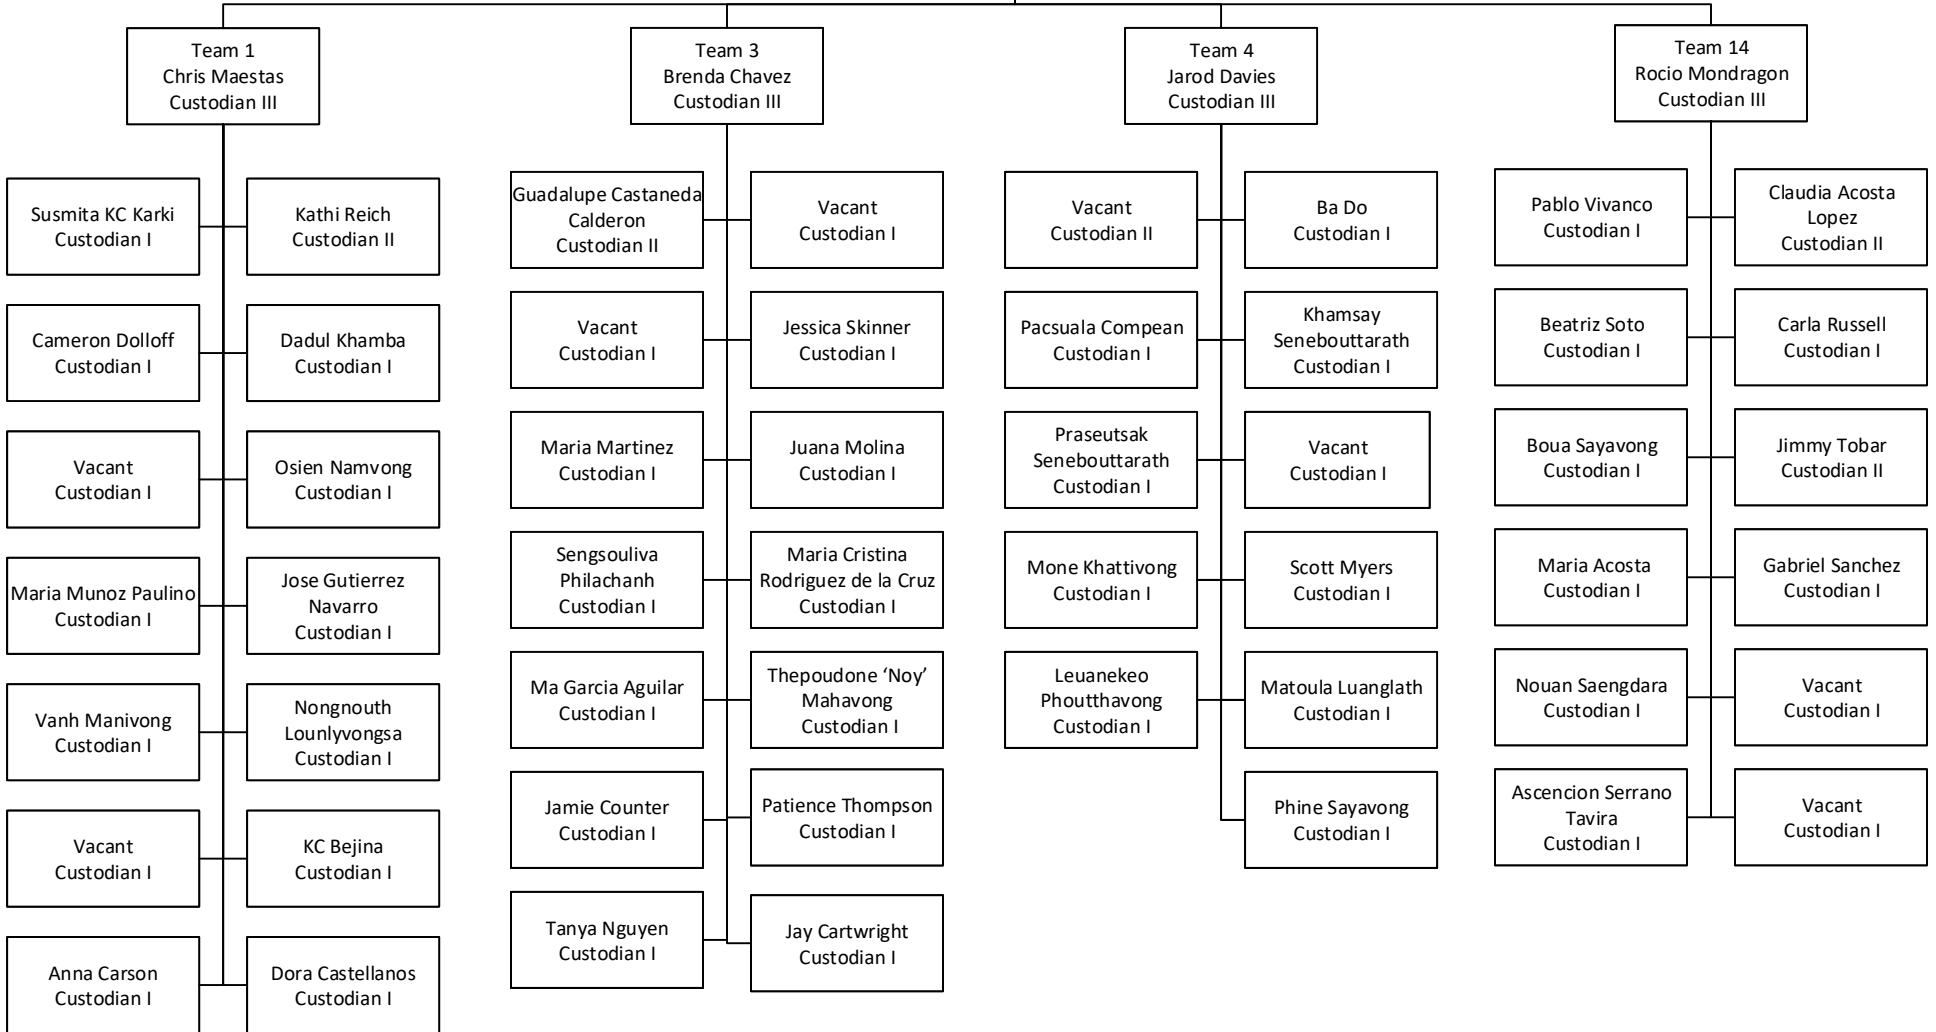 Team 1
Chris Maestas
Custodian III
Susmita KC Karki
Custodian I
Kathi Reich
Custodian II
Cameron Dolloff
Custodian I
Dadul Khamba
Custodian I
Vacant
Custodian I
Osien Namvong
Custodian I
Maria Munoz Paulino
Custodian I
Jose Gutierrez
Navarro
Custodian I
Vanh Manivong
Custodian I
Nongnouth
Lounlyvongsa
Custodian I
Vacant
Custodian I
KC Bejina
Custodian I
Anna Carson
Custodian I
Dora Castellanos
Custodian I
Team 3
Brenda Chavez
Custodian III
Guadalupe Castaneda
Calderon
Custodian II
Vacant
Custodian I
Vacant
Custodian I
Jessica Skinner
Custodian I
Maria Martinez
Custodian I
Juana Molina
Custodian I
Sengsouliva
Philachanh
Custodian I
Maria Cristina
Rodriguez de la Cruz
Custodian I
Ma Garcia Aguilar
Custodian I
Thepoudone ‘Noy’
Mahavong
Custodian I
Jamie Counter
Custodian I
Patience Thompson
Custodian I
Tanya Nguyen
Custodian I
Jay Cartwright
Custodian I
Team 4
Jarod Davies
Custodian III
Vacant
Custodian II
Ba Do
Custodian I
Pacsuala Compean
Custodian I
Khamsay
Senebouttarath
Custodian I
Praseutsak
Senebouttarath
Custodian I
Vacant
Custodian I
Mone Khattivong
Custodian I
Scott Myers
Custodian I
Leuanekeo
Phoutthavong
Custodian I
Matoula Luanglath
Custodian I
Phine Sayavong
Custodian I
Team 14
Rocio Mondragon
Custodian III
Pablo Vivanco
Custodian I
Claudia Acosta
Lopez
Custodian II
Beatriz Soto
Custodian I
Carla Russell
Custodian I
Boua Sayavong
Custodian I
Jimmy Tobar
Custodian II
Maria Acosta
Custodian I
Gabriel Sanchez
Custodian I
Nouan Saengdara
Custodian I
Vacant
Custodian I
Ascencion Serrano
Tavira
Custodian I
Vacant
Custodian I